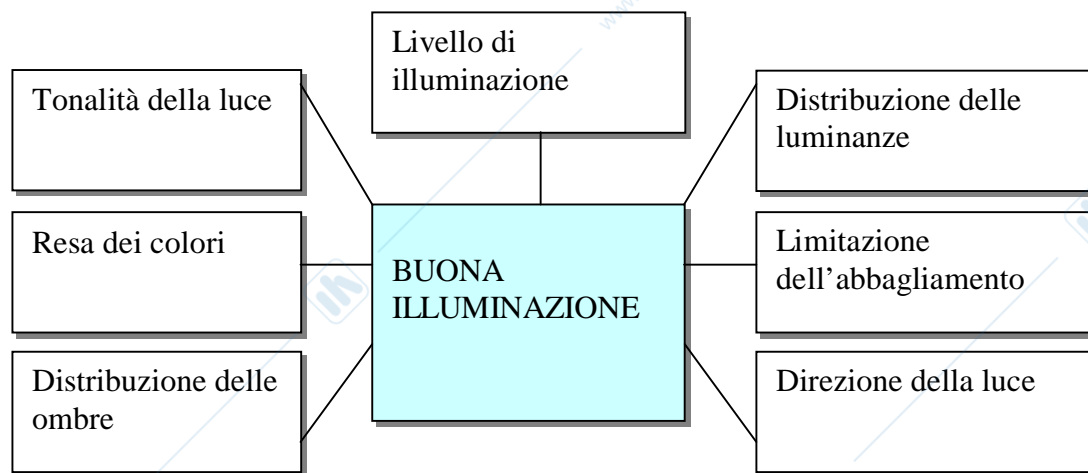 Livello di
illuminazione
Tonalità della luce
Distribuzione delle
luminanze
Resa dei colori
BUONA
ILLUMINAZIONE
Limitazione
dell’abbagliamento
Distribuzione delle
ombre
Direzione della luce